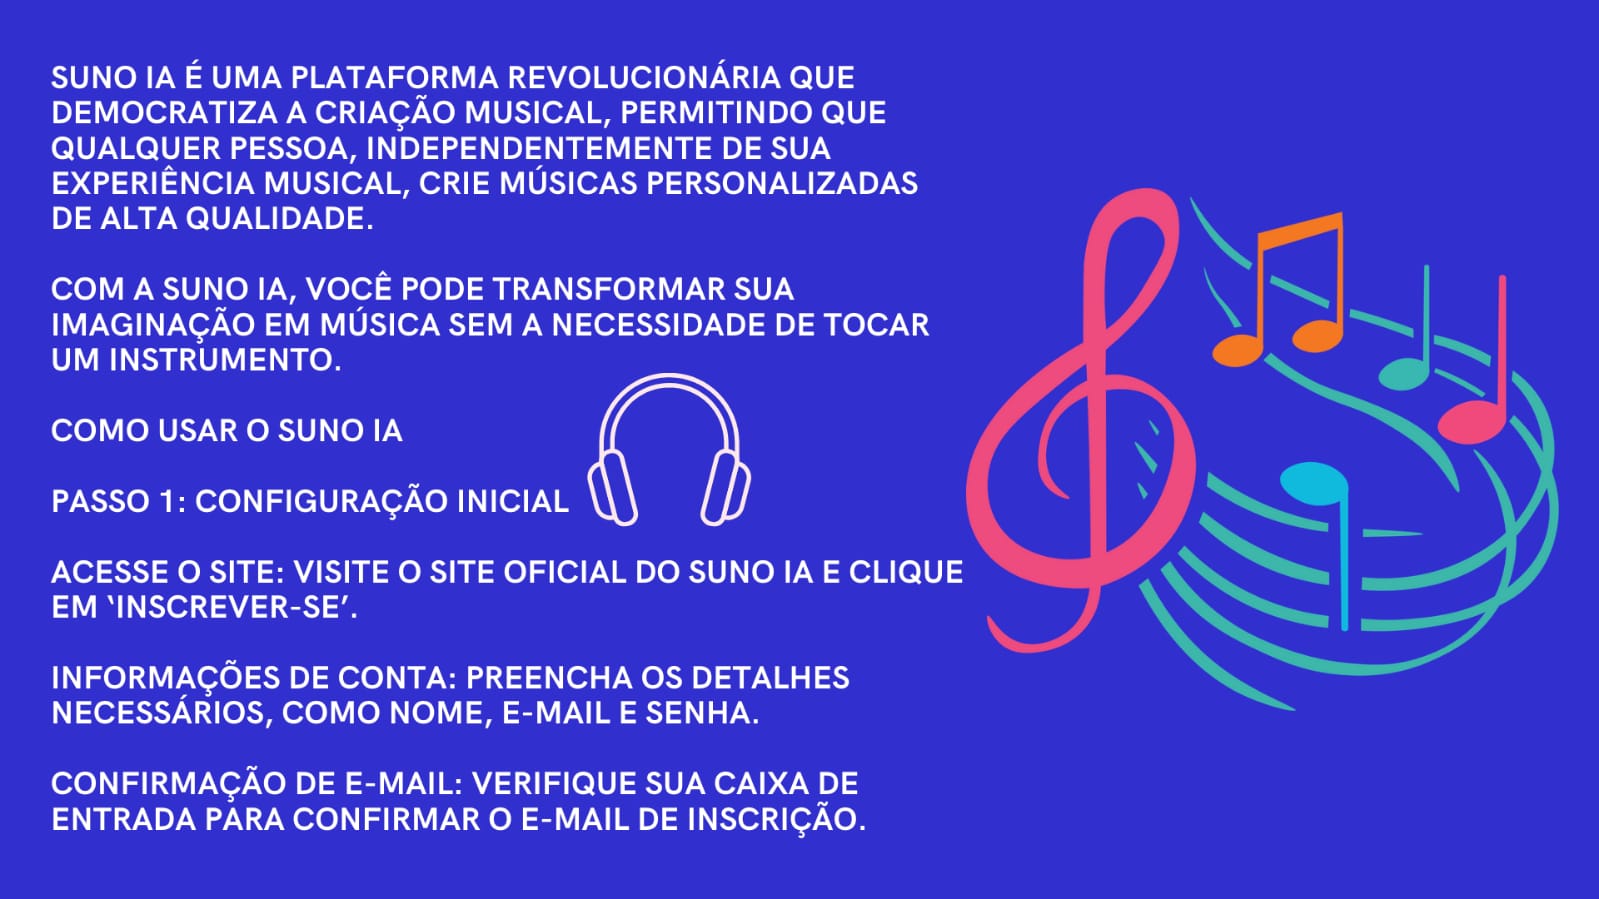 SUNO IA É UMA PLATAFORMA REVOLUCIONÁRIA QUE
DEMOCRATIZA A CRIAÇÃO MUSICAL, PERMITINDO QUE
QUALQUER PESSOA, INDEPENDENTEMENTE DE SUA
EXPERIÊNCIA MUSICAL, CRIE MÚSICAS PERSONALIZADAS
DE ALTA QUALIDADE.
COM A SUNO IA, VOCÊ PODE TRANSFORMAR SUA
IMAGINAÇÃO EM MÚSICA SEM A NECESSIDADE DE TOCAR
UM INSTRUMENTO.
COMO USAR O SUNO IA
PASSO 1: CONFIGURAÇÃO INICIAL
ACESSE O SITE: VISITE O SITE OFICIAL DO SUNO IA E CLIQUE
EM ‘INSCREVER-SE’.
INFORMAÇÕES DE CONTA: PREENCHA OS DETALHES
NECESSÁRIOS, COMO NOME, E-MAIL E SENHA.
CONFIRMAÇÃO DE E-MAIL: VERIFIQUE SUA CAIXA DE
ENTRADA PARA CONFIRMAR O E-MAIL DE INSCRIÇÃO.